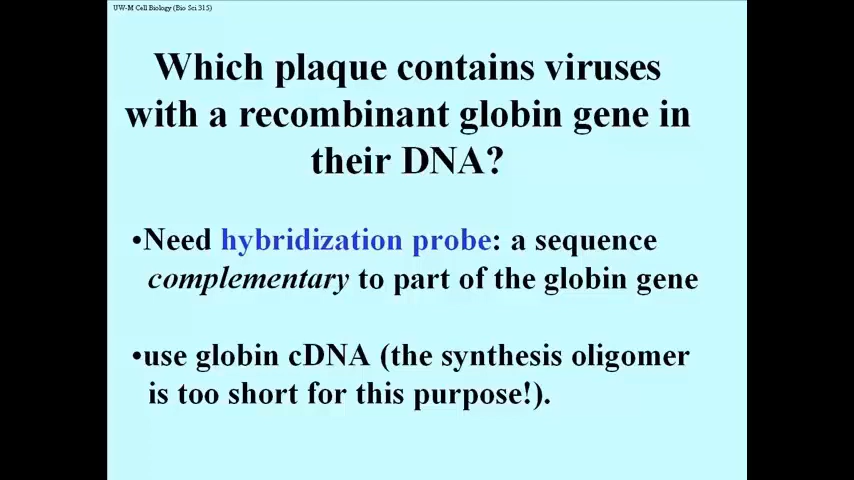 UW-M Cell Biology (Bio Sci 315)
Which plaque contains viruses
with a recombinant globin gene in
their DNA?
•Need hybridization probe: a sequence
complementary to part of the globin gene
•use globin cDNA (the synthesis oligomer
is too short for this purpose!).